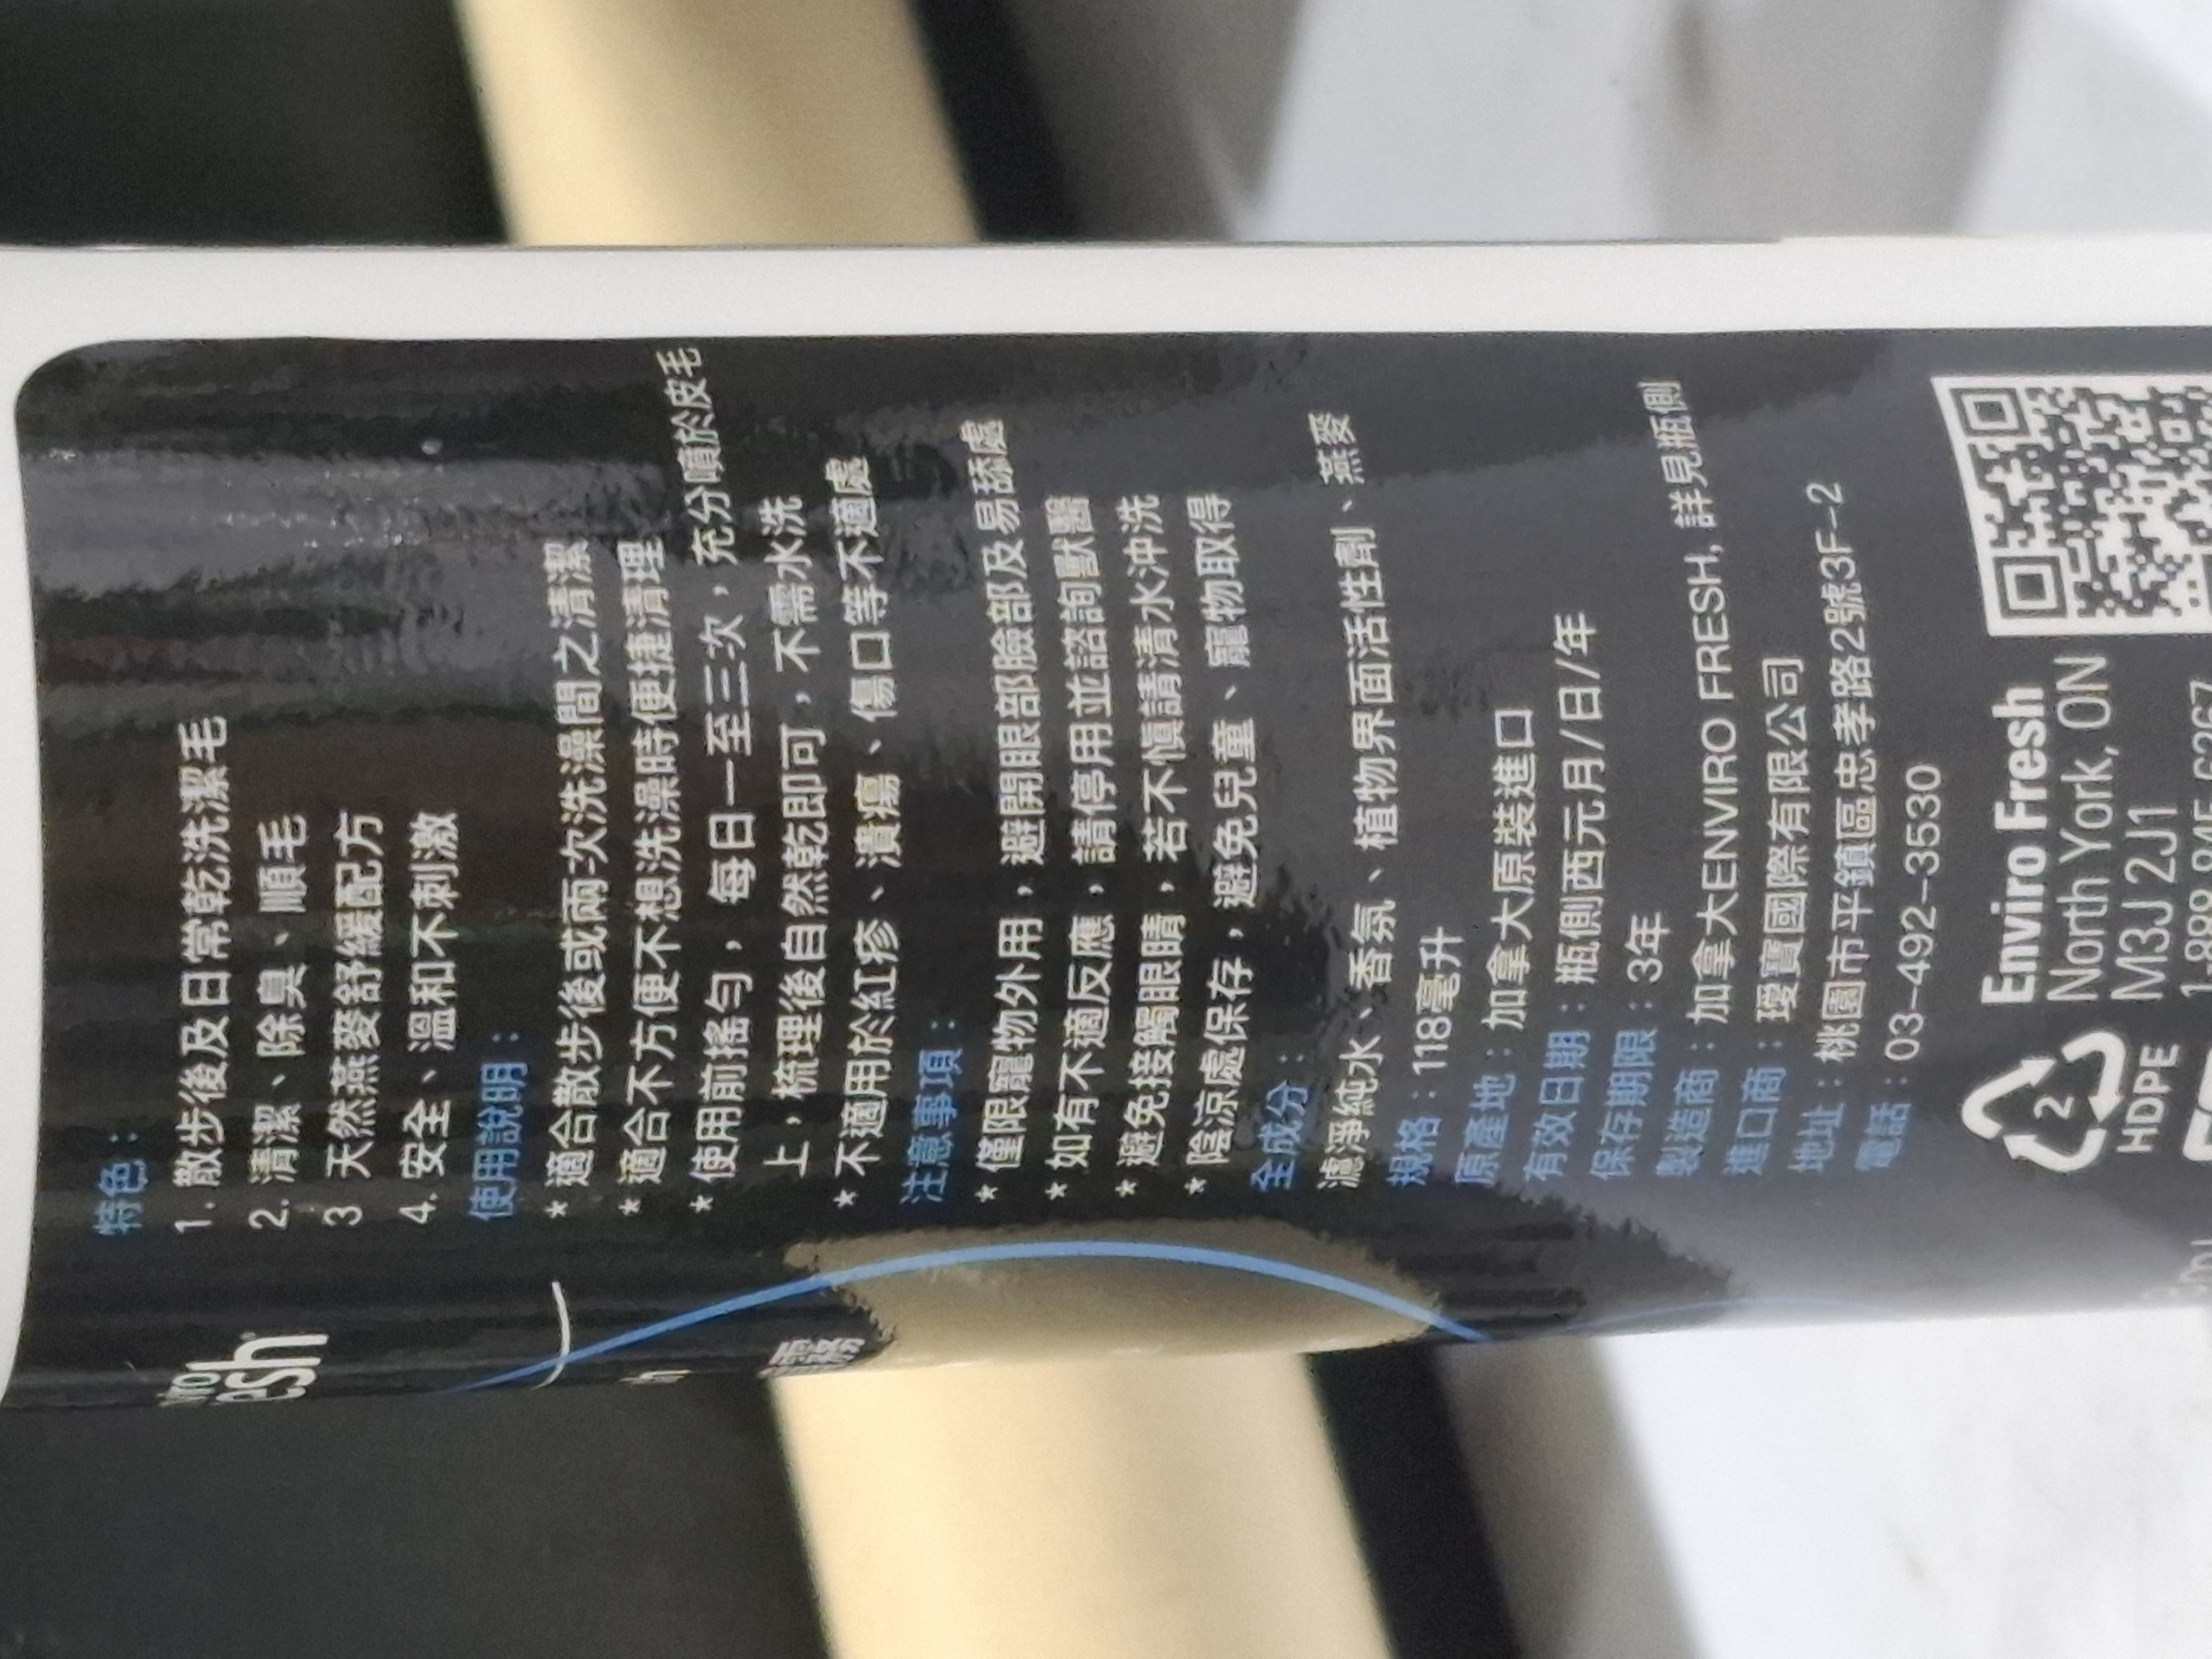 特色：
1. 散步後及日常乾洗潔毛
2. 清潔、除臭、順毛
3 天然燕麥舒緩配方
4. 安全、溫和不刺激
使用說明：
* 適合散步後或兩次洗澡間之清潔
* 適合不方便不想洗澡時便捷清理
* 使用前搖勻，每日一至三次，充分噴於皮毛
上，梳理後自然乾即可，不需水洗
* 不適用於紅疹、潰瘍、傷口等不適處
注意事項：
* 僅限寵物外用，避開眼部臉部及易舔處
* 如有不適反應，請停用並諮詢獸醫
* 避免接觸眼睛，若不慎請清水沖洗
* 陰涼處保存，避免兒童、寵物取得
全成分：
濾淨純水、香氛、植物界面活性劑、燕麥
規格：118毫升
原產地：加拿大原裝進口
有效日期：瓶側西元月/日/年
保存期限：3年
製造商：加拿大ENVIRO FRESH, 詳見瓶側
進口商：璦寶國際有限公司
地址：桃園市平鎮區忠孝路2號3F-2
電話：03-492-3530
Enviro Fresh
North York, ON
M3J 2J1
2
HDPE
esh
噴霧